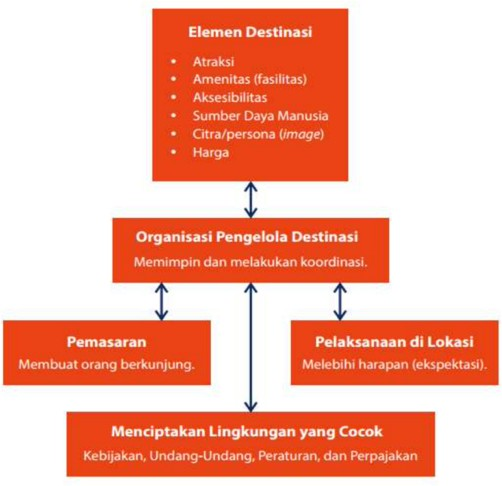 Elemen Destinasi
• Atraksi
• Amenitas (fasilitas)
• Aksesibilitas
• Sumber Daya Manusia
• Citra/persona (image)
• Harga
Organisasi Pengelola Destinasi
Memimpin dan melakukan koordinasi.
Pemasaran
Membuat orang berkunjung.
Pelaksanaan di Lokasi
Melebihi harapan (ekspektasi).
Menciptakan Lingkungan yang Cocok
Kebijakan, Undang-Undang, Peraturan, dan Perpajakan